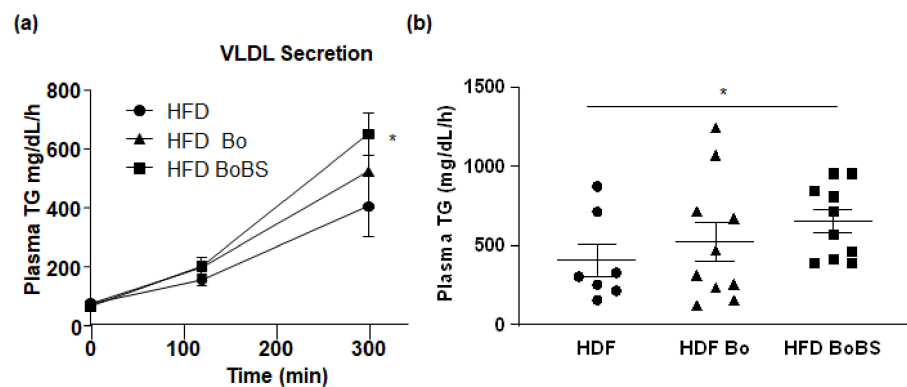 (a)
VLDL Secretion
Plasma TG mg/dL/h
800
600
400
200
0
HFD
HFD Bo
HFD BoBS
*
0
100
200
300
Time (min)
(b)
Plasma TG (mg/dL/h)
1500
1000
500
0
*
HDF
HDF Bo
HFD BoBS